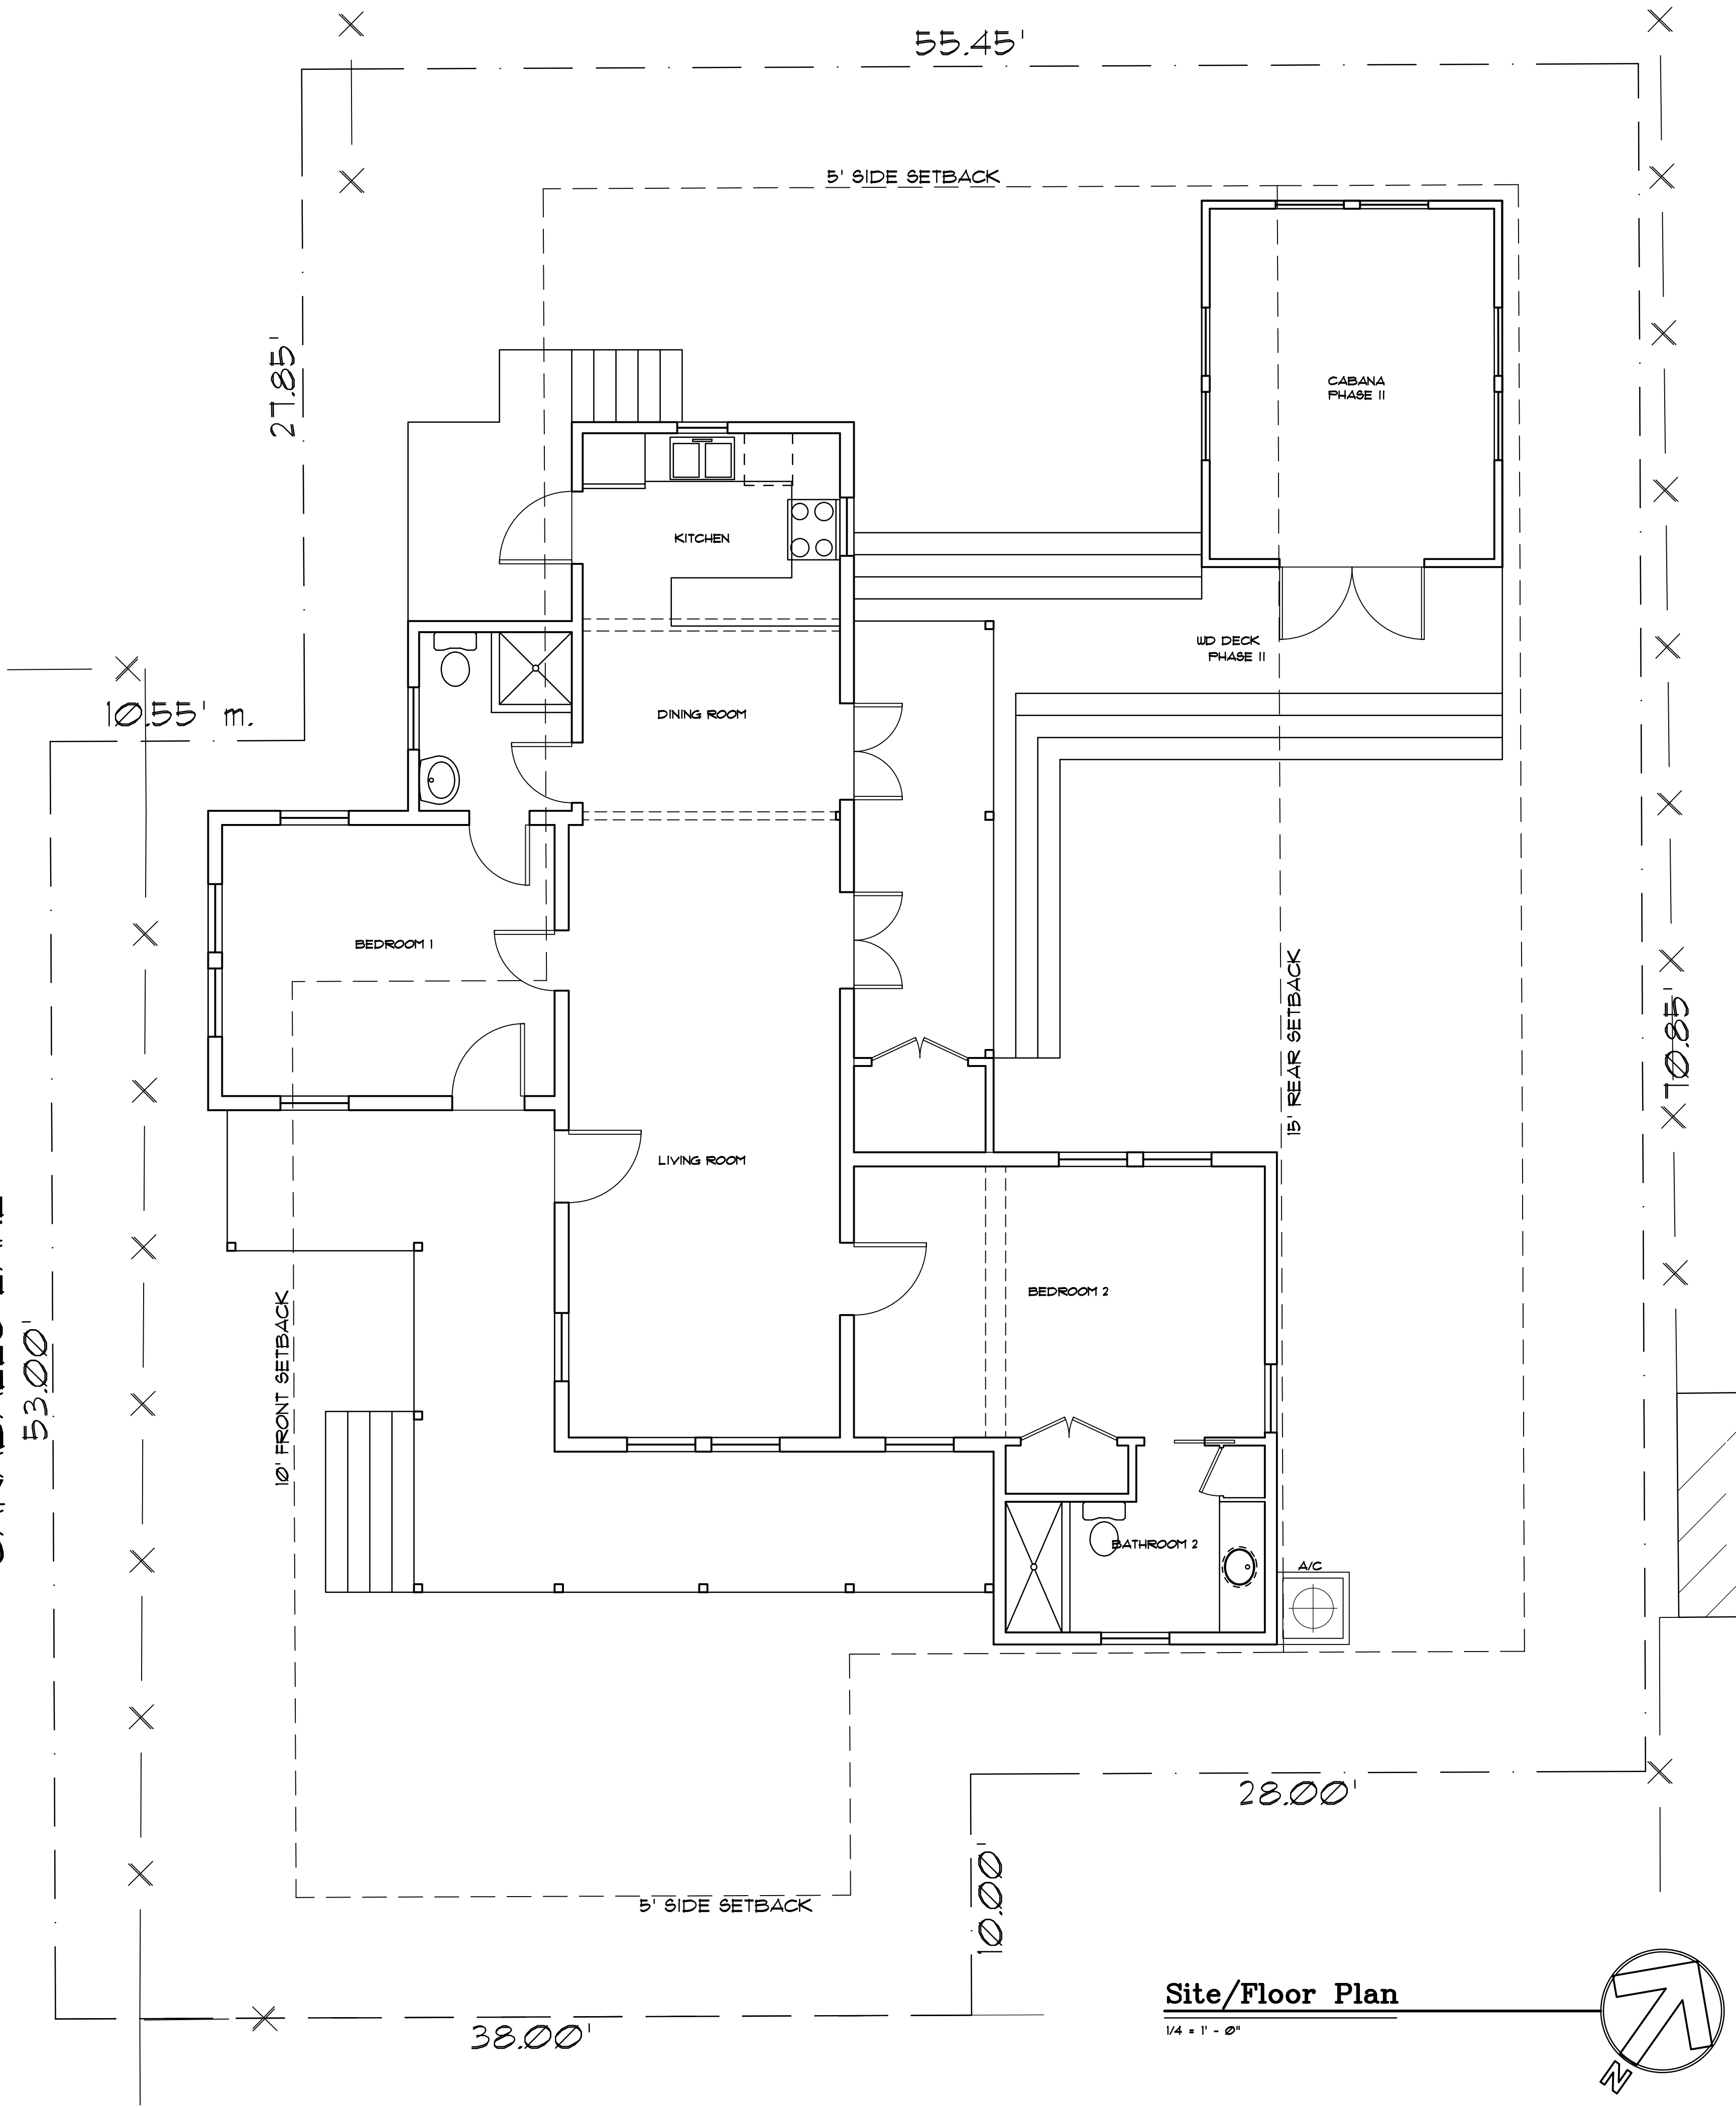 55.45'
5' SIDE SETBACK
27.85'
CABANA
PHASE II
KITCHEN
WD DECK
PHASE II
10.55' m.
DINING ROOM
BEDROOM 1
15' REAR SETBACK
70.85'
LIVING ROOM
BEDROOM 2
53.00'
10' FRONT SETBACK
BATHROOM 2
A/C
28.00'
5' SIDE SETBACK
10.00'
Site/Floor Plan
1/4 = 1' - 0"
38.00'
N